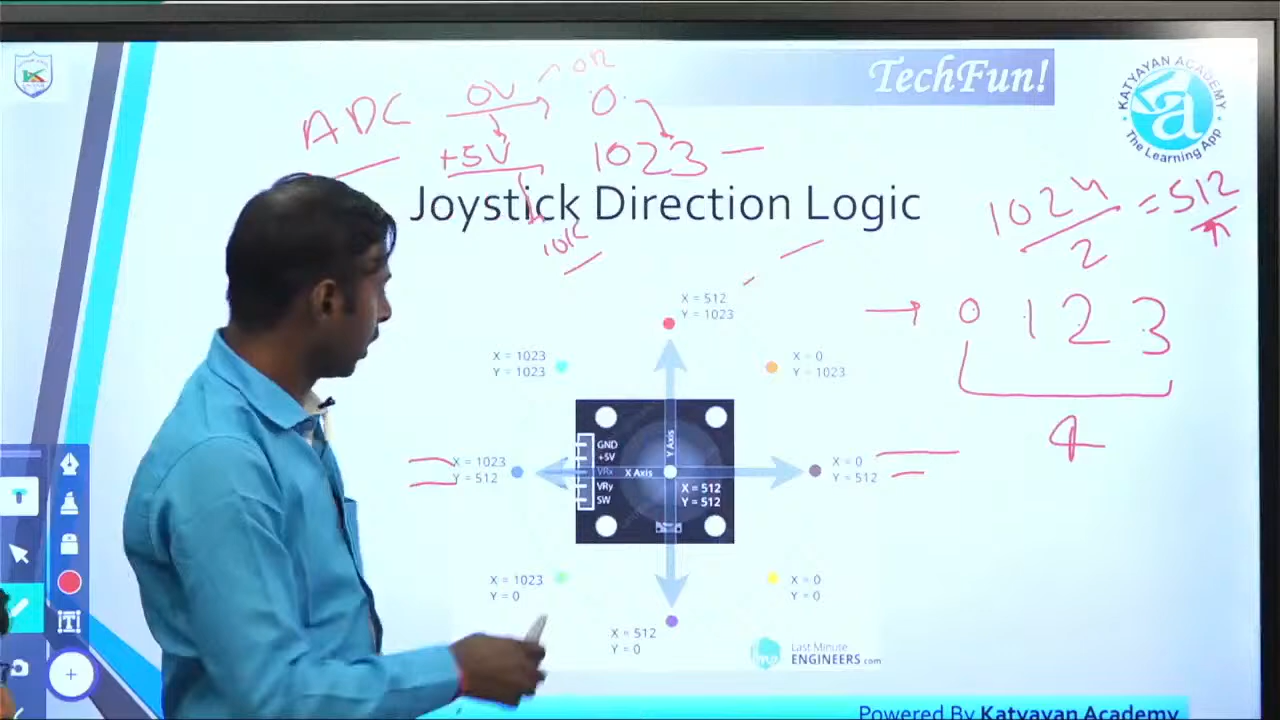 TechFun!
KATYAYAN ACADEMY
The Learning App
ADC 0V 0
+5V 1023
10K
Joystick Direction Logic
1024/2 = 512
0 1 2 3
4
X = 512
Y = 1023
X = 1023
Y = 1023
X = 0
Y = 1023
GND
+5V
VRx
VRy
SW
X Axis
Y Axis
X = 512
Y = 512
X = 1023
Y = 512
X = 0
Y = 512
X = 1023
Y = 0
X = 0
Y = 0
X = 512
Y = 0
Last Minute
ENGINEERS.com
Powered By Katyayan Academy